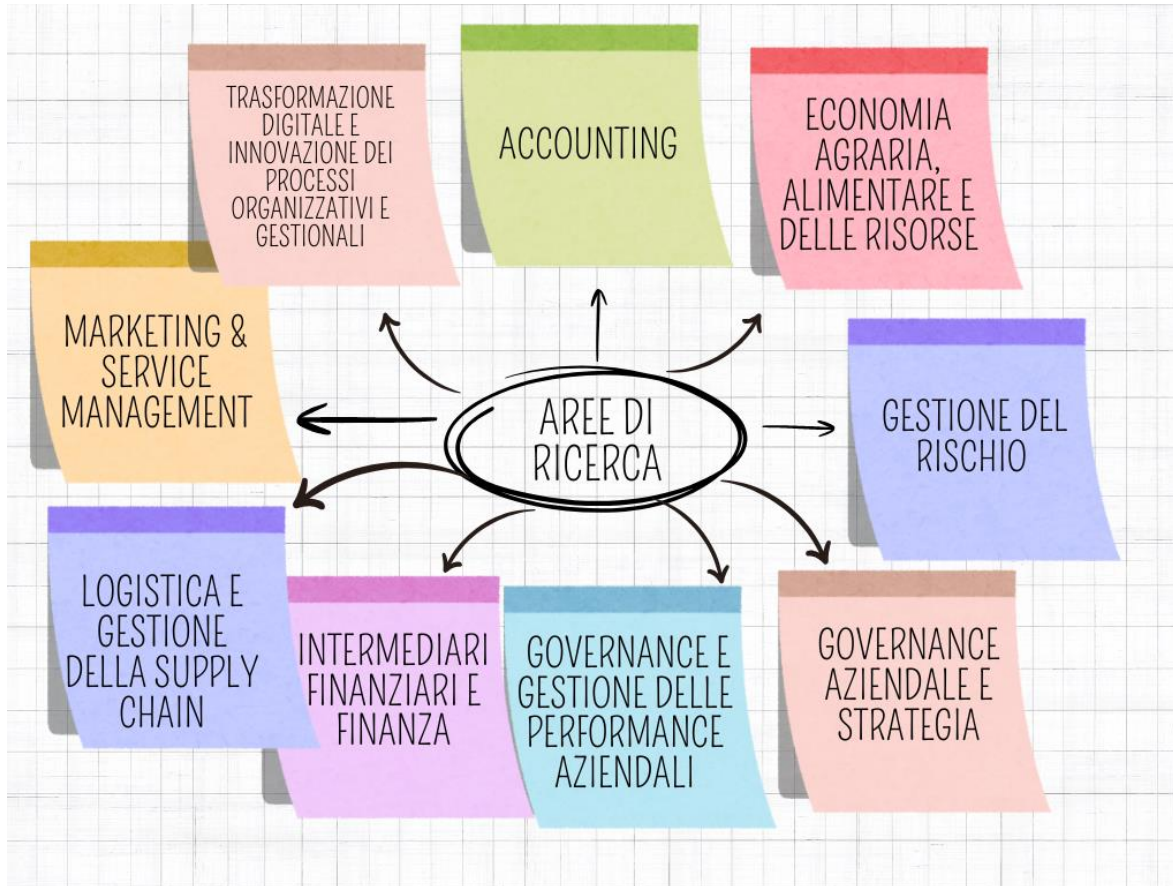 TRASFORMAZIONE
DIGITALE E
INNOVAZIONE DEI
PROCESSI
ORGANIZZATIVI E
GESTIONALI
ACCOUNTING
ECONOMIA
AGRARIA,
ALIMENTARE E
DELLE RISORSE
MARKETING &
SERVICE
MANAGEMENT
AREE DI
RICERCA
GESTIONE DEL
RISCHIO
LOGISTICA E
GESTIONE
DELLA SUPPLY
CHAIN
INTERMEDIARI
FINANZIARI E
FINANZA
GOVERNANCE E
GESTIONE DELLE
PERFORMANCE
AZIENDALI
GOVERNANCE
AZIENDALE E
STRATEGIA